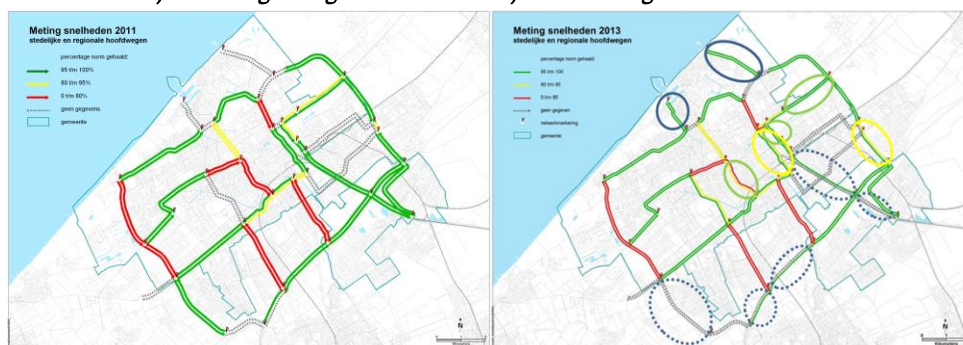 Meting snelheden 2011
stedelijke en regionale hoofdwegen
percentage norm gehaald:
95 t/m 100%
80 t/m 95%
0 t/m 80%
geen gegevens
gemeente
N
Meting snelheden 2013
stedelijke en regionale hoofdwegen
percentage norm gehaald:
95 t/m 100
80 t/m 95
0 t/m 80
geen gegeven
netwerkmarkering
gemeente
N
Kilometers